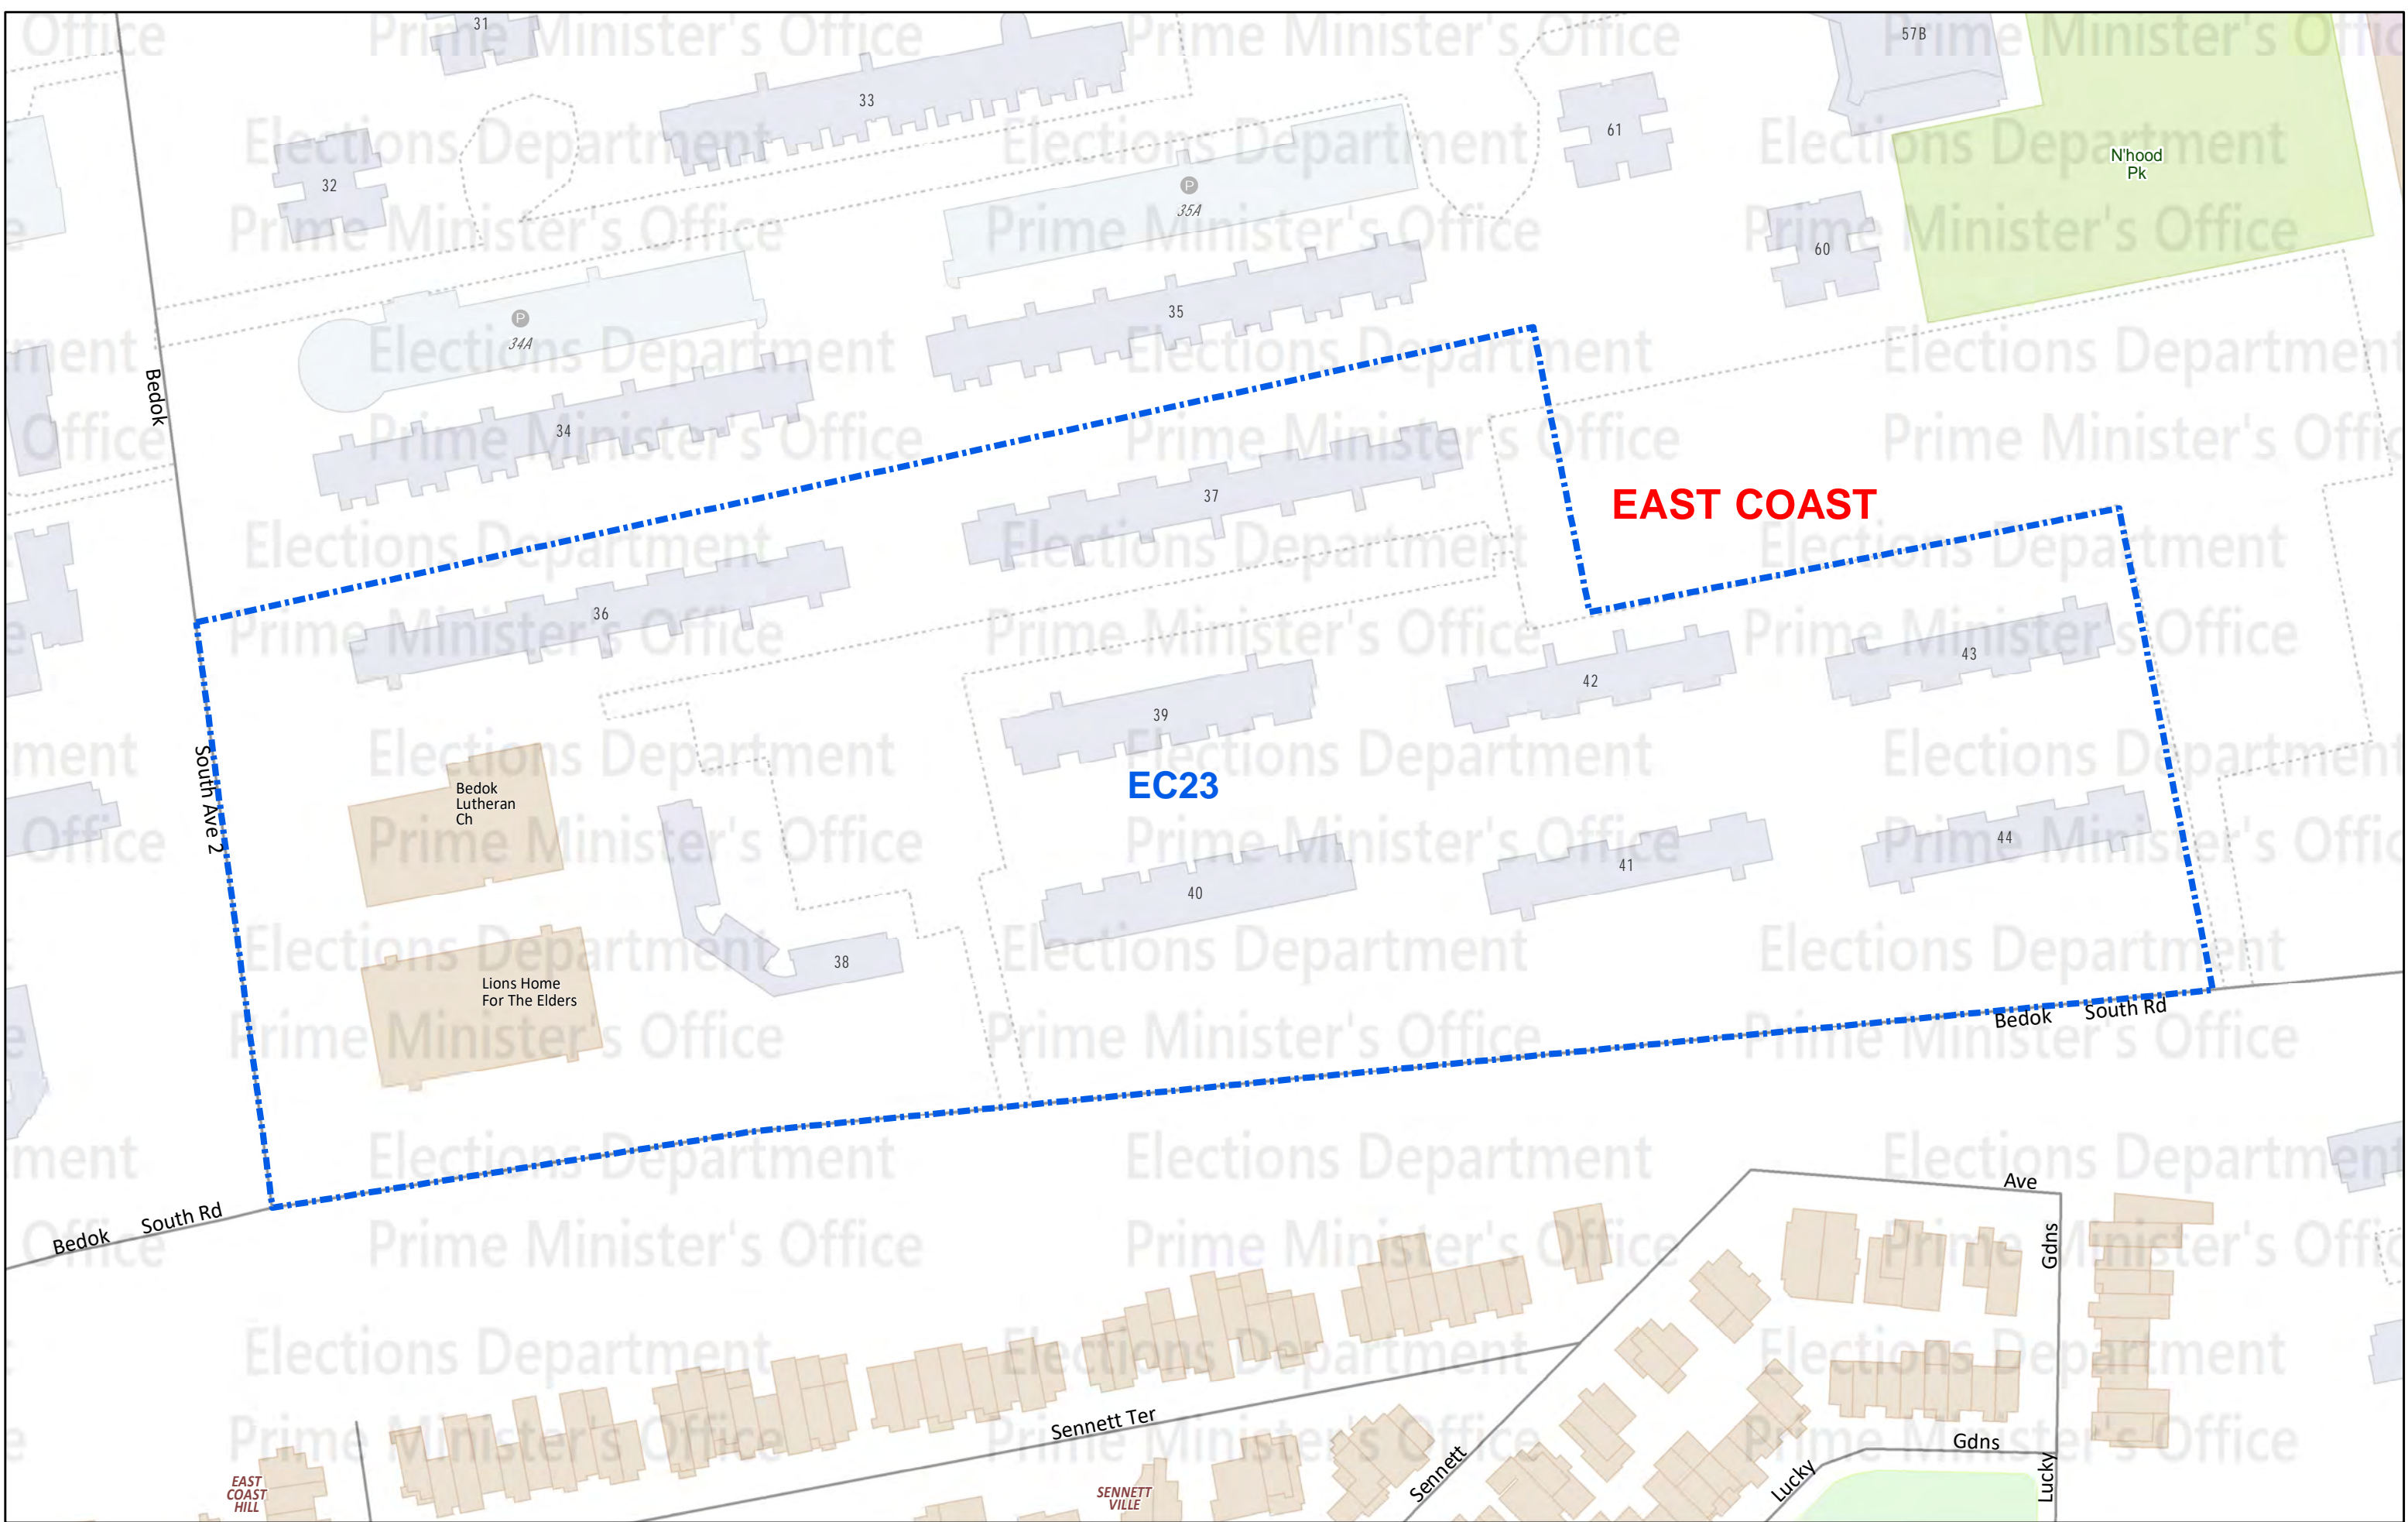 31
33
57B
61
32
N'hood
Pk
P
35A
60
P
34A
35
Bedok
34
37
EAST COAST
36
43
42
39
South Ave 2
EC23
Bedok
Lutheran
Ch
44
41
40
38
Lions Home
For The Elders
Bedok South Rd
Bedok South Rd
Ave
Gdns
Sennett Ter
Gdns
Sennett
Lucky
Lucky
EAST
COAST
HILL
SENNETT
VILLE
Elections Department
Prime Minister's Office